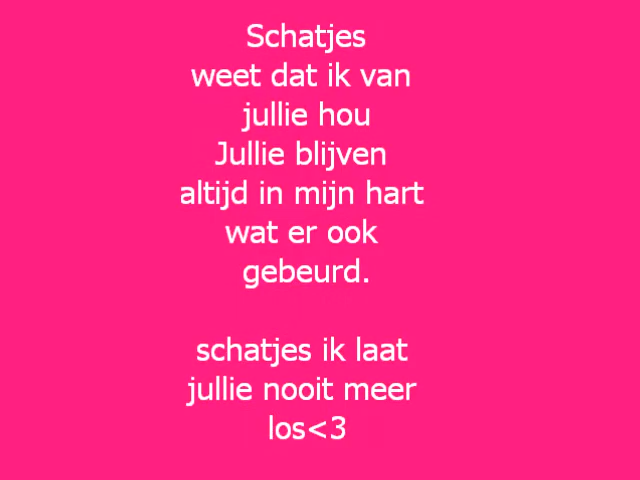 Schatjes
weet dat ik van
jullie hou
Jullie blijven
altijd in mijn hart
wat er ook
gebeurd.
schatjes ik laat
jullie nooit meer
los<3